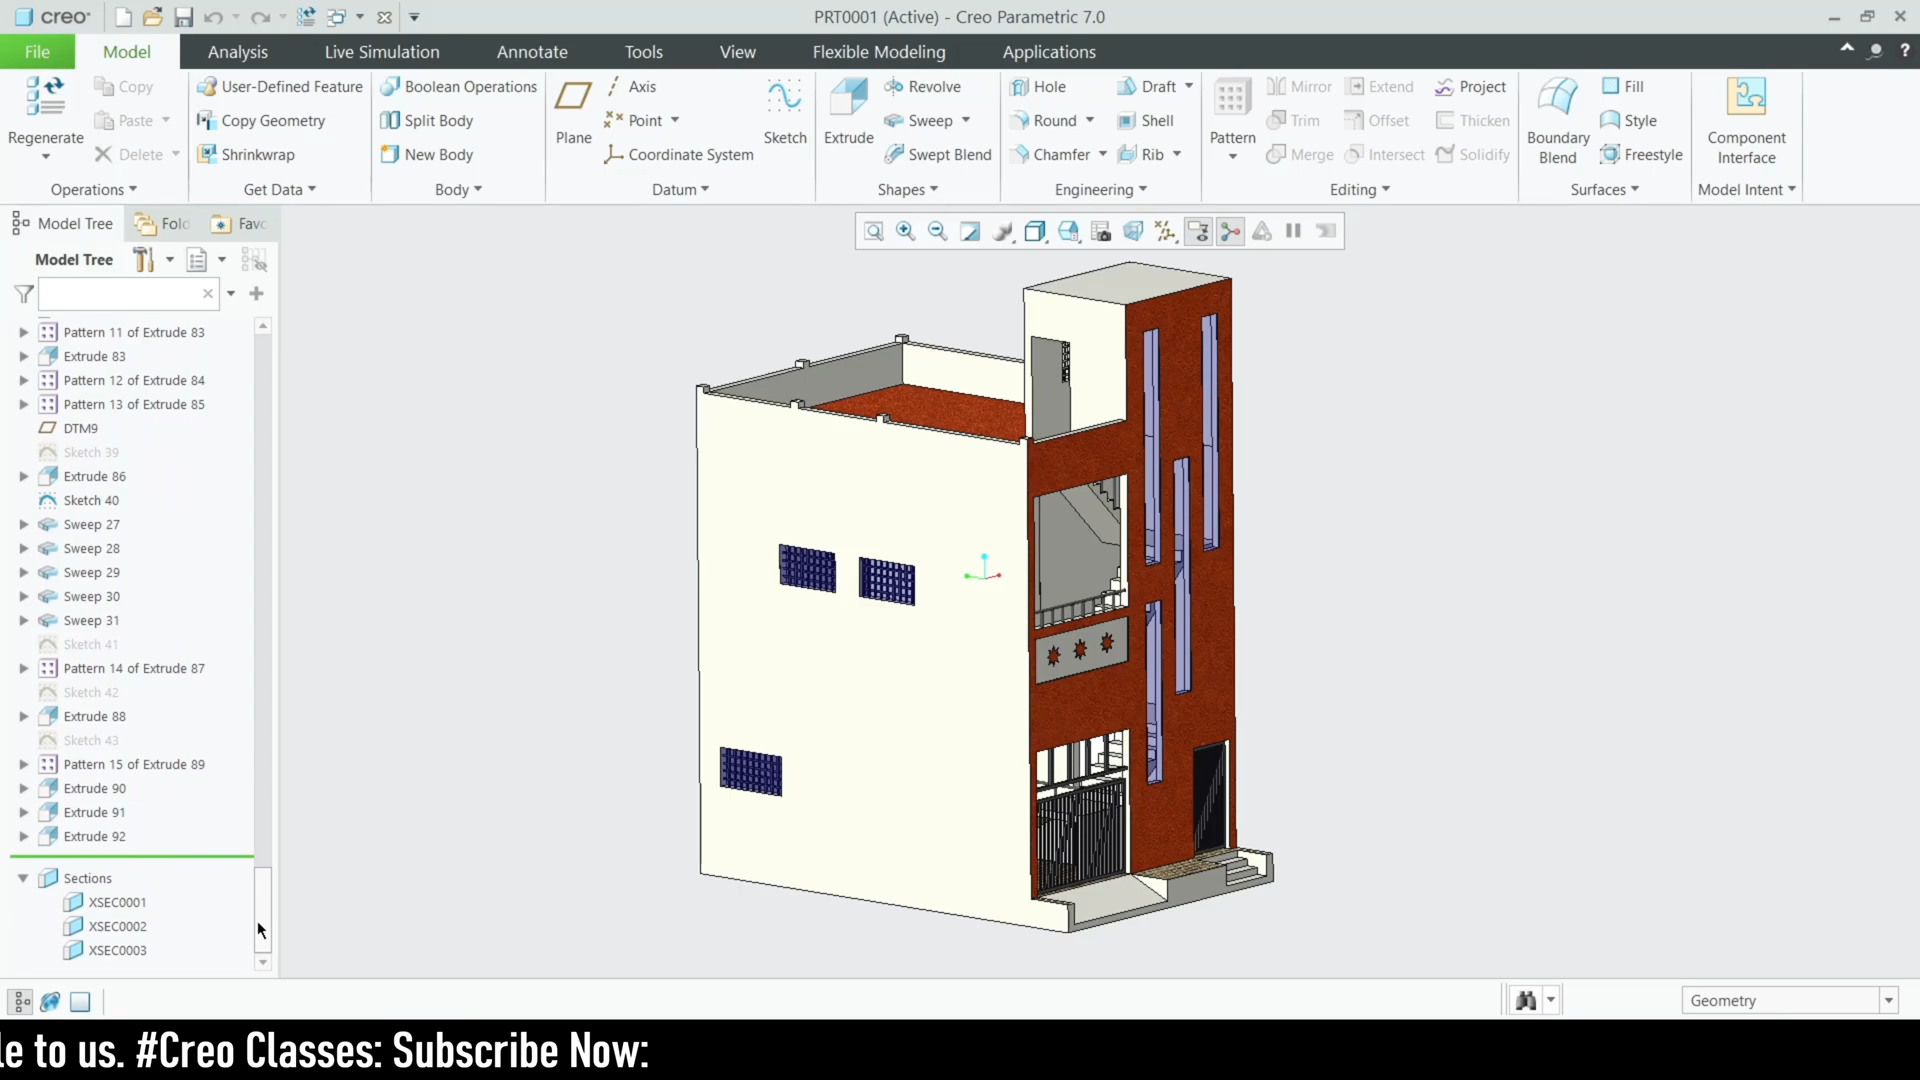 creo
PRT0001 (Active) - Creo Parametric 7.0
File
Model
Analysis
Live Simulation
Annotate
Tools
View
Flexible Modeling
Applications
?
Regenerate
Copy
Paste
Delete
Operations
User-Defined Feature
Copy Geometry
Shrinkwrap
Get Data
Boolean Operations
Split Body
New Body
Body
Plane
Axis
Point
Coordinate System
Sketch
Datum
Extrude
Revolve
Sweep
Swept Blend
Shapes
Hole
Draft
Round
Shell
Chamfer
Rib
Engineering
Pattern
Mirror
Extend
Project
Trim
Offset
Thicken
Merge
Intersect
Solidify
Editing
Boundary
Blend
Fill
Style
Freestyle
Surfaces
Component
Interface
Model Intent
Model Tree
Fold
Favo
Model Tree
Pattern 11 of Extrude 83
Extrude 83
Pattern 12 of Extrude 84
Pattern 13 of Extrude 85
DTM9
Sketch 39
Extrude 86
Sketch 40
Sweep 27
Sweep 28
Sweep 29
Sweep 30
Sweep 31
Sketch 41
Pattern 14 of Extrude 87
Sketch 42
Extrude 88
Sketch 43
Pattern 15 of Extrude 89
Extrude 90
Extrude 91
Extrude 92
Sections
XSEC0001
XSEC0002
XSEC0003
Geometry
le to us. #Creo Classes: Subscribe Now: